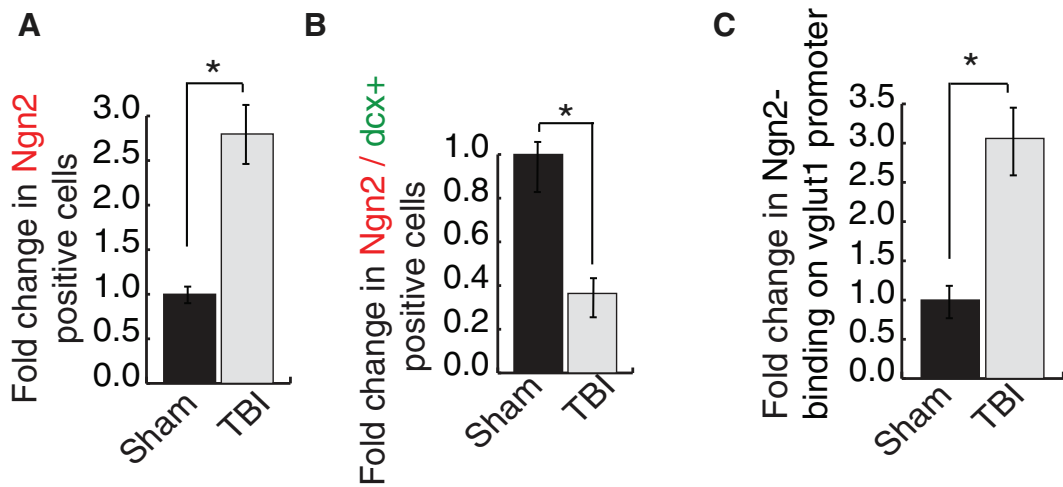 A
Fold change in Ngn2
positive cells
3.0
2.5
2.0
1.5
1.0
0.5
0.0
*
Sham
TBI
B
Fold change in Ngn2 / dcx+
positive cells
1.0
0.8
0.6
0.4
0.2
0.0
*
Sham
TBI
C
Fold change in Ngn2-
binding on vglut1 promoter
3.5
3.0
2.5
2.0
1.5
1.0
0.5
0.0
*
Sham
TBI